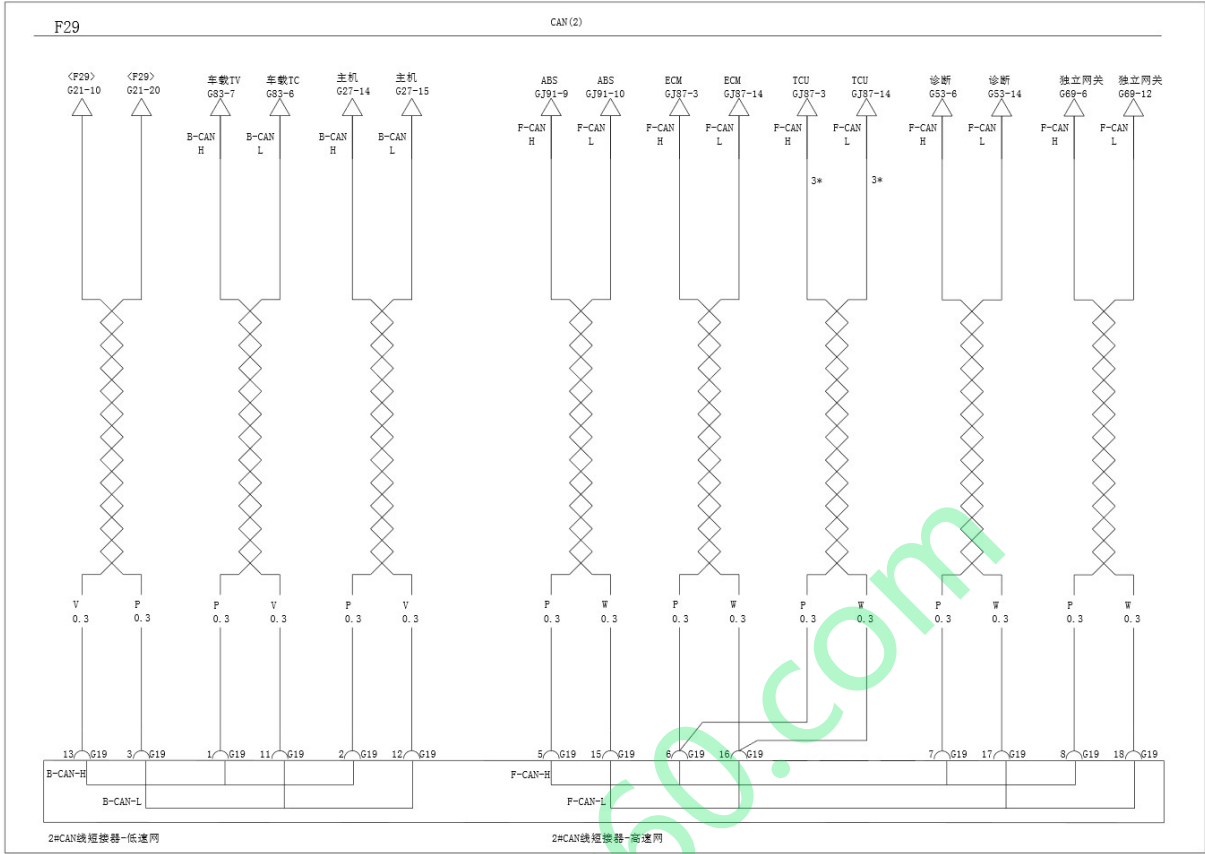 F29
CAN(2)
<F29> <F29> 车载TV 车载TC 主机 主机 ABS ABS ECM ECM TCU TCU 诊断 诊断 独立网关 独立网关
G21-10 G21-20 G83-7 G83-6 G27-14 G27-15 GJ91-9 GJ91-10 GJ87-3 GJ87-14 GJ87-3 GJ87-14 G53-6 G53-14 G69-6 G69-12
B-CAN B-CAN B-CAN B-CAN F-CAN F-CAN F-CAN F-CAN F-CAN F-CAN F-CAN F-CAN F-CAN F-CAN
H L H L H L H L H L H L H L
3* 3*
V P P V P V P W P W P W P W P W
0.3 0.3 0.3 0.3 0.3 0.3 0.3 0.3 0.3 0.3 0.3 0.3 0.3 0.3 0.3 0.3
13 G19 3 G19 1 G19 11 G19 2 G19 12 G19 5 G19 15 G19 6 G19 16 G19 7 G19 17 G19 8 G19 18 G19
B-CAN-H F-CAN-H
B-CAN-L F-CAN-L
2#CAN线短接器-低速网 2#CAN线短接器-高速网
60.com